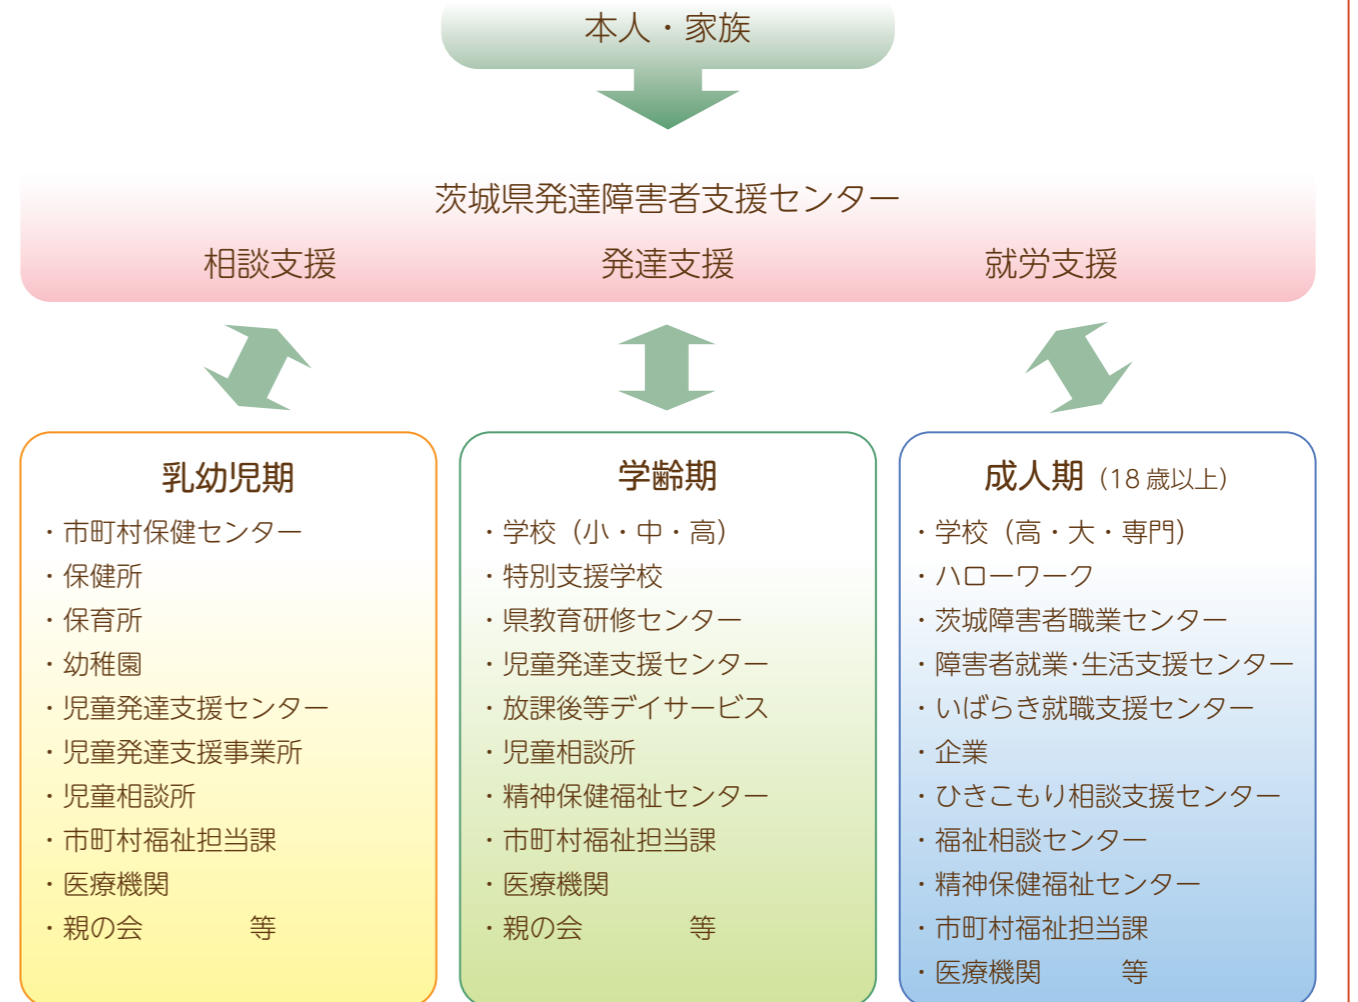 本人・家族
茨城県発達障害者支援センター
相談支援 発達支援 就労支援
乳幼児期
・市町村保健センター
・保健所
・保育所
・幼稚園
・児童発達支援センター
・児童発達支援事業所
・児童相談所
・市町村福祉担当課
・医療機関
・親の会　　　　等
学齢期
・学校（小・中・高）
・特別支援学校
・県教育研修センター
・児童発達支援センター
・放課後等デイサービス
・児童相談所
・精神保健福祉センター
・市町村福祉担当課
・医療機関
・親の会　　　　等
成人期（18 歳以上）
・学校（高・大・専門）
・ハローワーク
・茨城障害者職業センター
・障害者就業・生活支援センター
・いばらき就職支援センター
・企業
・ひきこもり相談支援センター
・福祉相談センター
・精神保健福祉センター
・市町村福祉担当課
・医療機関　　　等